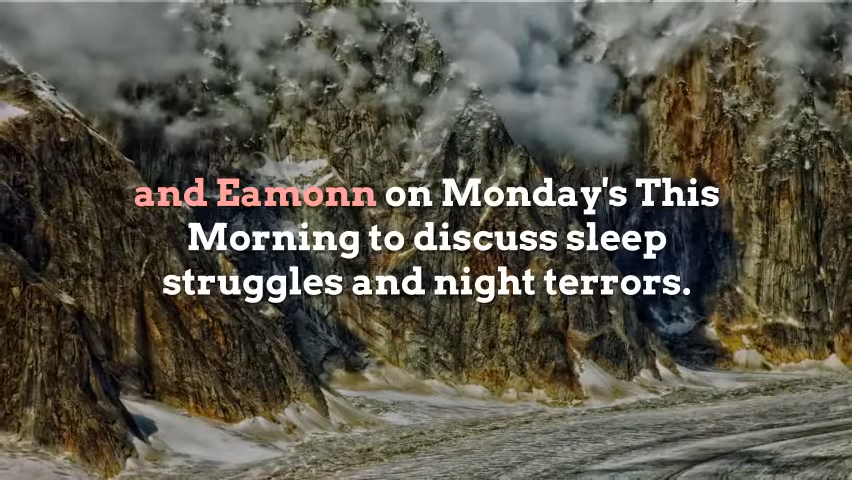 and Eamonn on Monday's This
Morning to discuss sleep
struggles and night terrors.